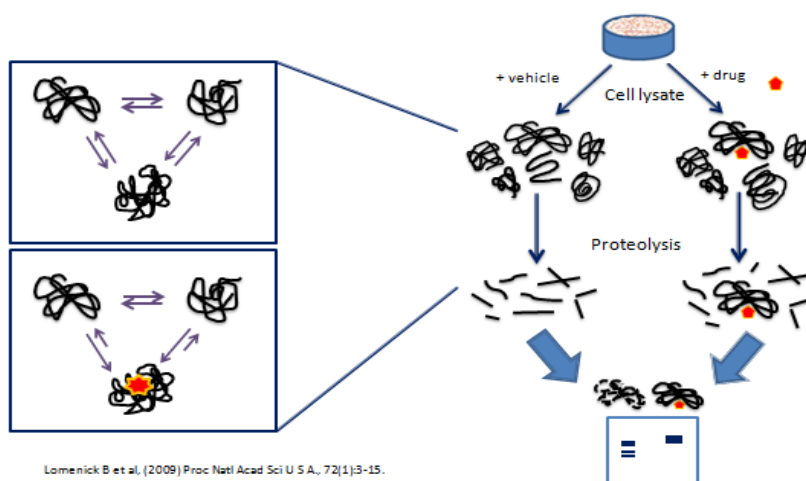 + vehicle
+ drug
Cell lysate
Proteolysis
Lomenick B et al, (2009) Proc Natl Acad Sci U S A., 72(1):3-15.